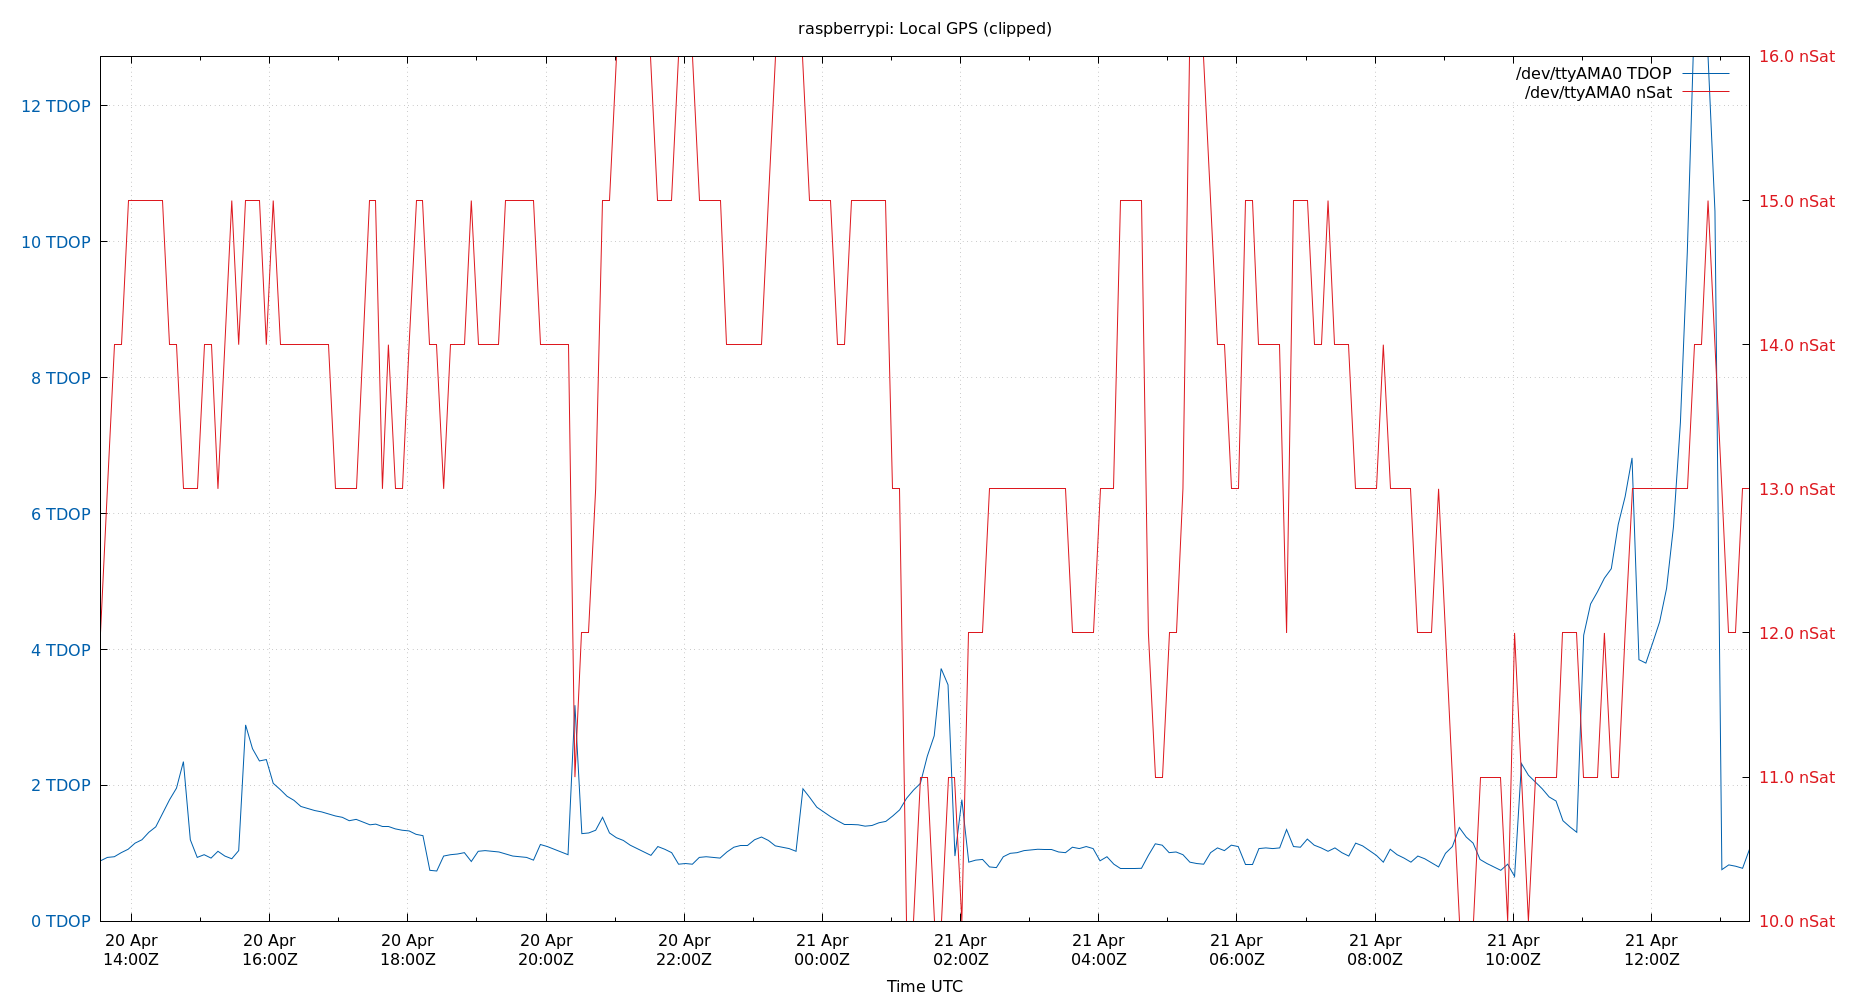 raspberrypi: Local GPS (clipped)
16.0 nSat
/dev/ttyAMA0 TDOP
/dev/ttyAMA0 nSat
12 TDOP
15.0 nSat
10 TDOP
14.0 nSat
8 TDOP
13.0 nSat
6 TDOP
12.0 nSat
4 TDOP
11.0 nSat
2 TDOP
0 TDOP
10.0 nSat
20 Apr 20 Apr 20 Apr 20 Apr 20 Apr 21 Apr 21 Apr 21 Apr 21 Apr 21 Apr 21 Apr 21 Apr
14:00Z 16:00Z 18:00Z 20:00Z 22:00Z 00:00Z 02:00Z 04:00Z 06:00Z 08:00Z 10:00Z 12:00Z
Time UTC